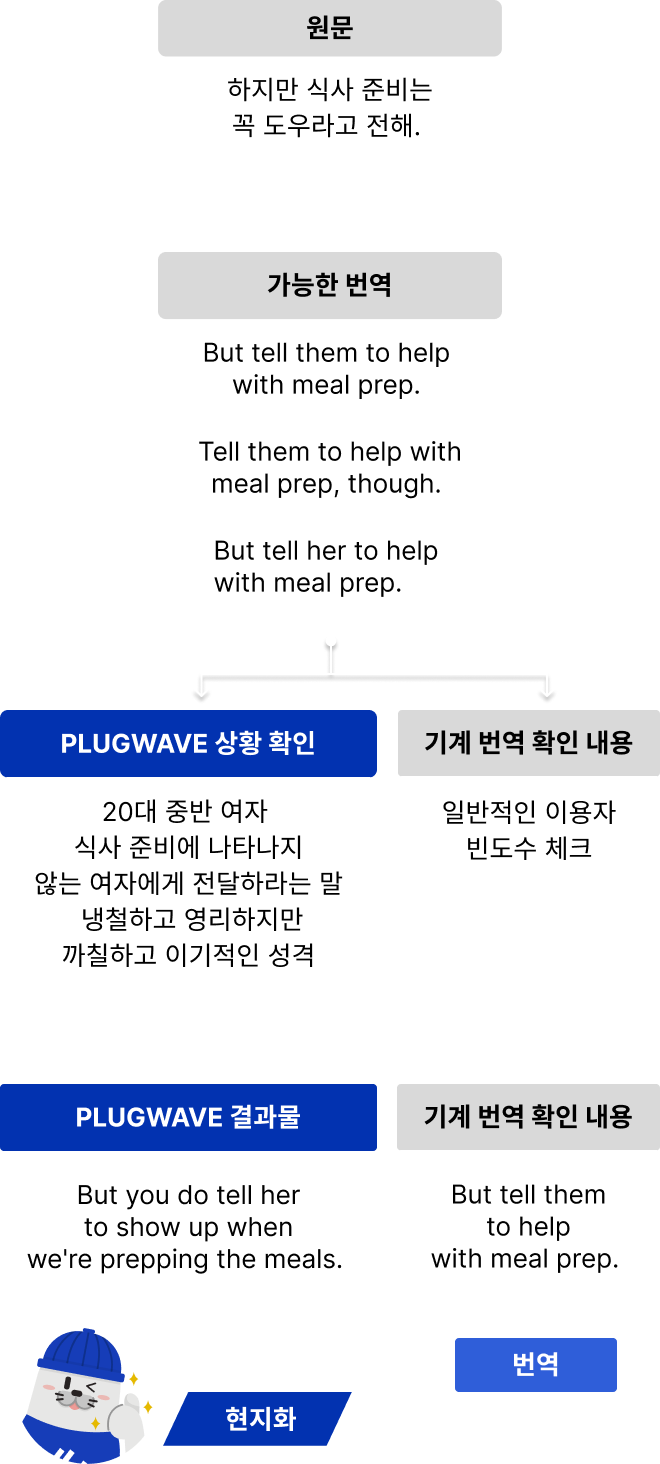 원문
하지만 식사 준비는
꼭 도우라고 전해.
가능한 번역
But tell them to help
with meal prep.
Tell them to help with
meal prep, though.
But tell her to help
with meal prep.
PLUGWAVE 상황 확인
20대 중반 여자
식사 준비에 나타나지
않는 여자에게 전달하라는 말
냉철하고 영리하지만
까칠하고 이기적인 성격
기계 번역 확인 내용
일반적인 이용자
빈도수 체크
PLUGWAVE 결과물
But you do tell her
to show up when
we're prepping the meals.
기계 번역 확인 내용
But tell them
to help
with meal prep.
번역
현지화